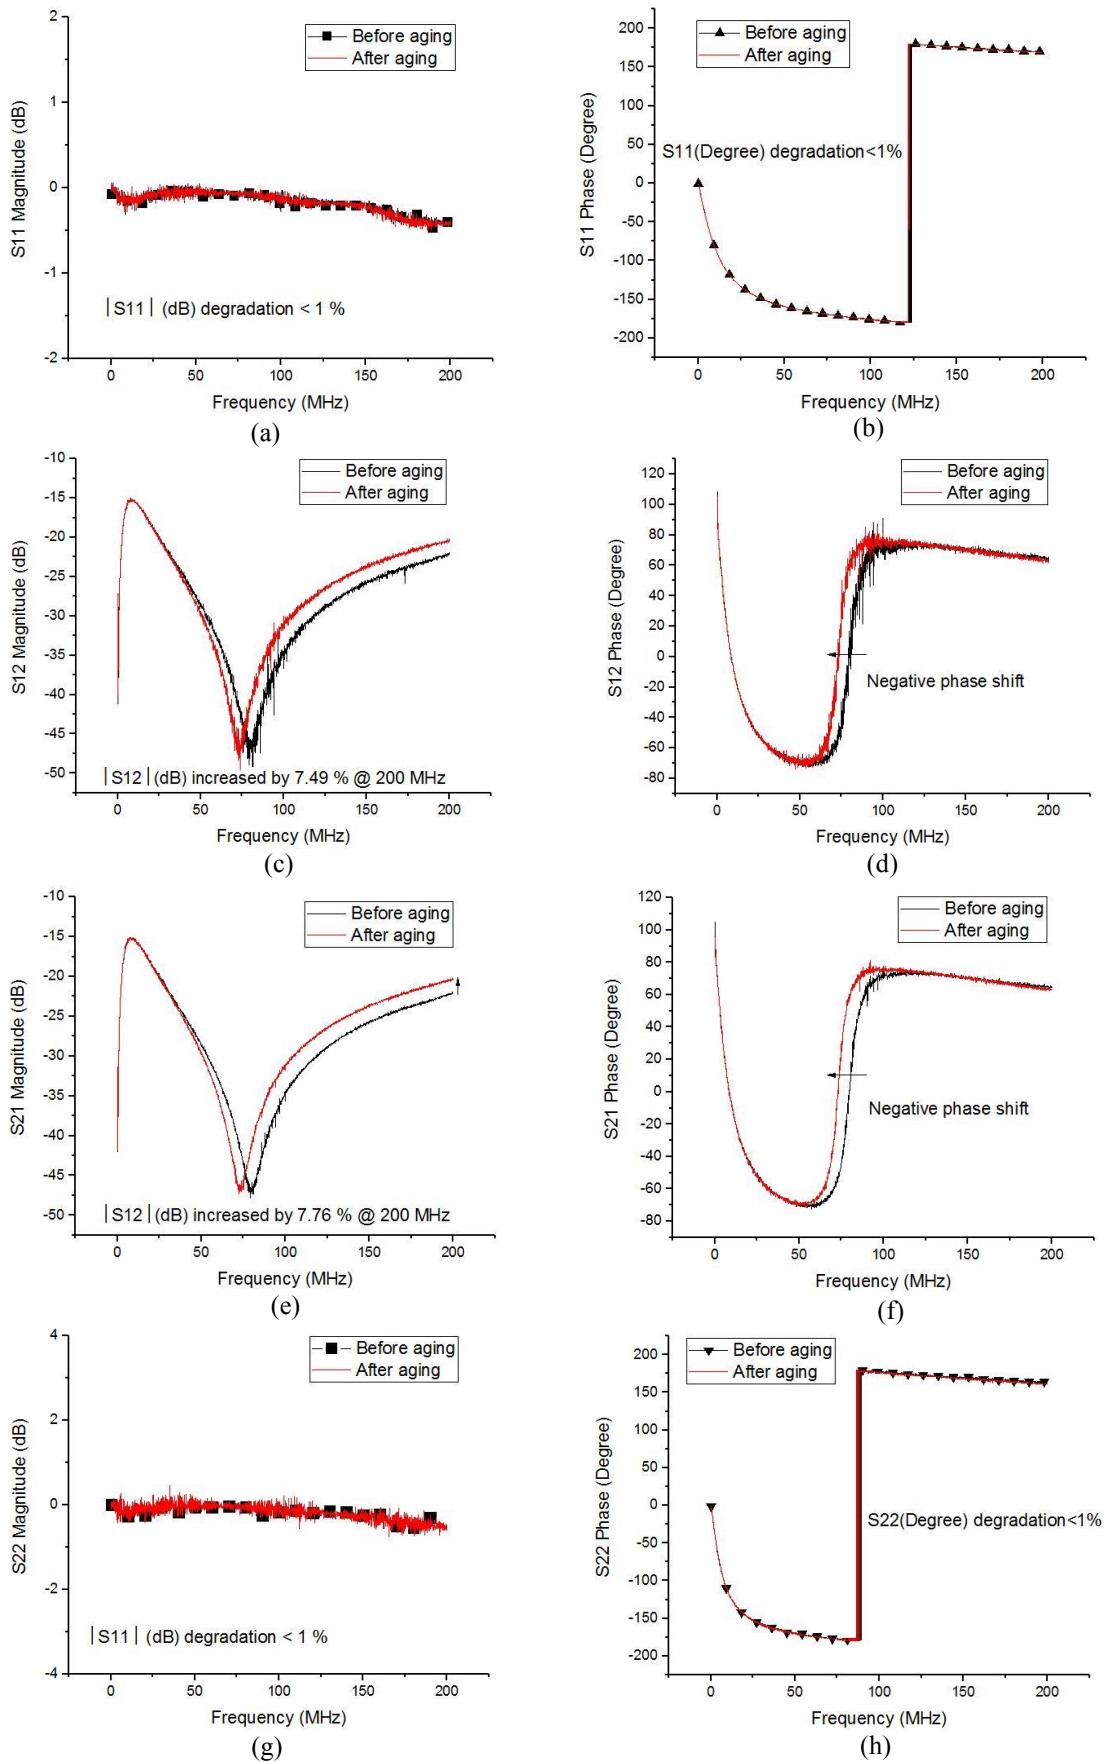 2
1
0
-1
-2
S11 Magnitude (dB)
Before aging
After aging
|S11| (dB) degradation < 1 %
0 50 100 150 200
Frequency (MHz)
(a)
200
150
100
50
0
-50
-100
-150
-200
S11 Phase (Degree)
Before aging
After aging
S11(Degree) degradation<1%
0 50 100 150 200
Frequency (MHz)
(b)
-10
-15
-20
-25
-30
-35
-40
-45
-50
S12 Magnitude (dB)
Before aging
After aging
|S12|(dB) increased by 7.49 % @ 200 MHz
0 50 100 150 200
Frequency (MHz)
(c)
120
100
80
60
40
20
0
-20
-40
-60
-80
S12 Phase (Degree)
Before aging
After aging
Negative phase shift
0 50 100 150 200
Frequency (MHz)
(d)
-10
-15
-20
-25
-30
-35
-40
-45
-50
S21 Magnitude (dB)
Before aging
After aging
|S12|(dB) increased by 7.76 % @ 200 MHz
0 50 100 150 200
Frequency (MHz)
(e)
120
100
80
60
40
20
0
-20
-40
-60
-80
S21 Phase (Degree)
Before aging
After aging
Negative phase shift
0 50 100 150 200
Frequency (MHz)
(f)
4
2
0
-2
-4
S22 Magnitude (dB)
Before aging
After aging
|S11| (dB) degradation < 1 %
0 50 100 150 200
Frequency (MHz)
(g)
200
150
100
50
0
-50
-100
-150
-200
S22 Phase (Degree)
Before aging
After aging
S22(Degree) degradation<1%
0 50 100 150 200
Frequency (MHz)
(h)